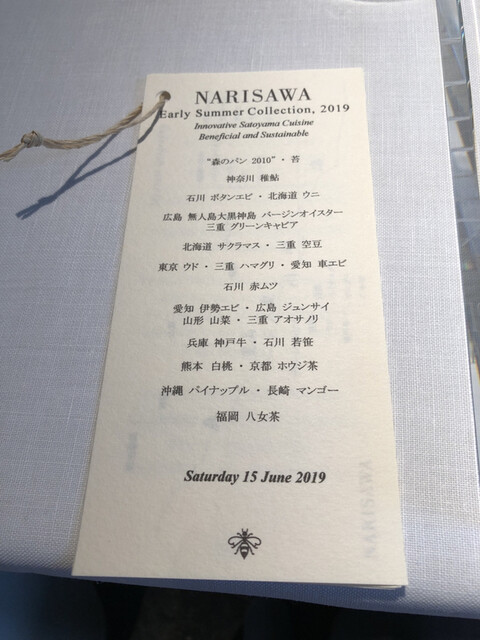 NARISAWA
Early Summer Collection, 2019
Innovative Satoyama Cuisine
Beneficial and Sustainable
“森のパン 2010”・苔
神奈川 稚鮎
石川 ボタンエビ・北海道 ウニ
広島 無人島大黒神島 バージンオイスター
三重 グリーンキャビア
北海道 サクラマス・三重 空豆
東京 ウド・三重 ハマグリ・愛知 車エビ
石川 赤ムツ
愛知 伊勢エビ・広島 ジュンサイ
山形 山菜・三重 アオサノリ
兵庫 神戸牛・石川 若笹
熊本 白桃・京都 ホウジ茶
沖縄 パイナップル・長崎 マンゴー
福岡 八女茶
Saturday 15 June 2019
NARISAWA